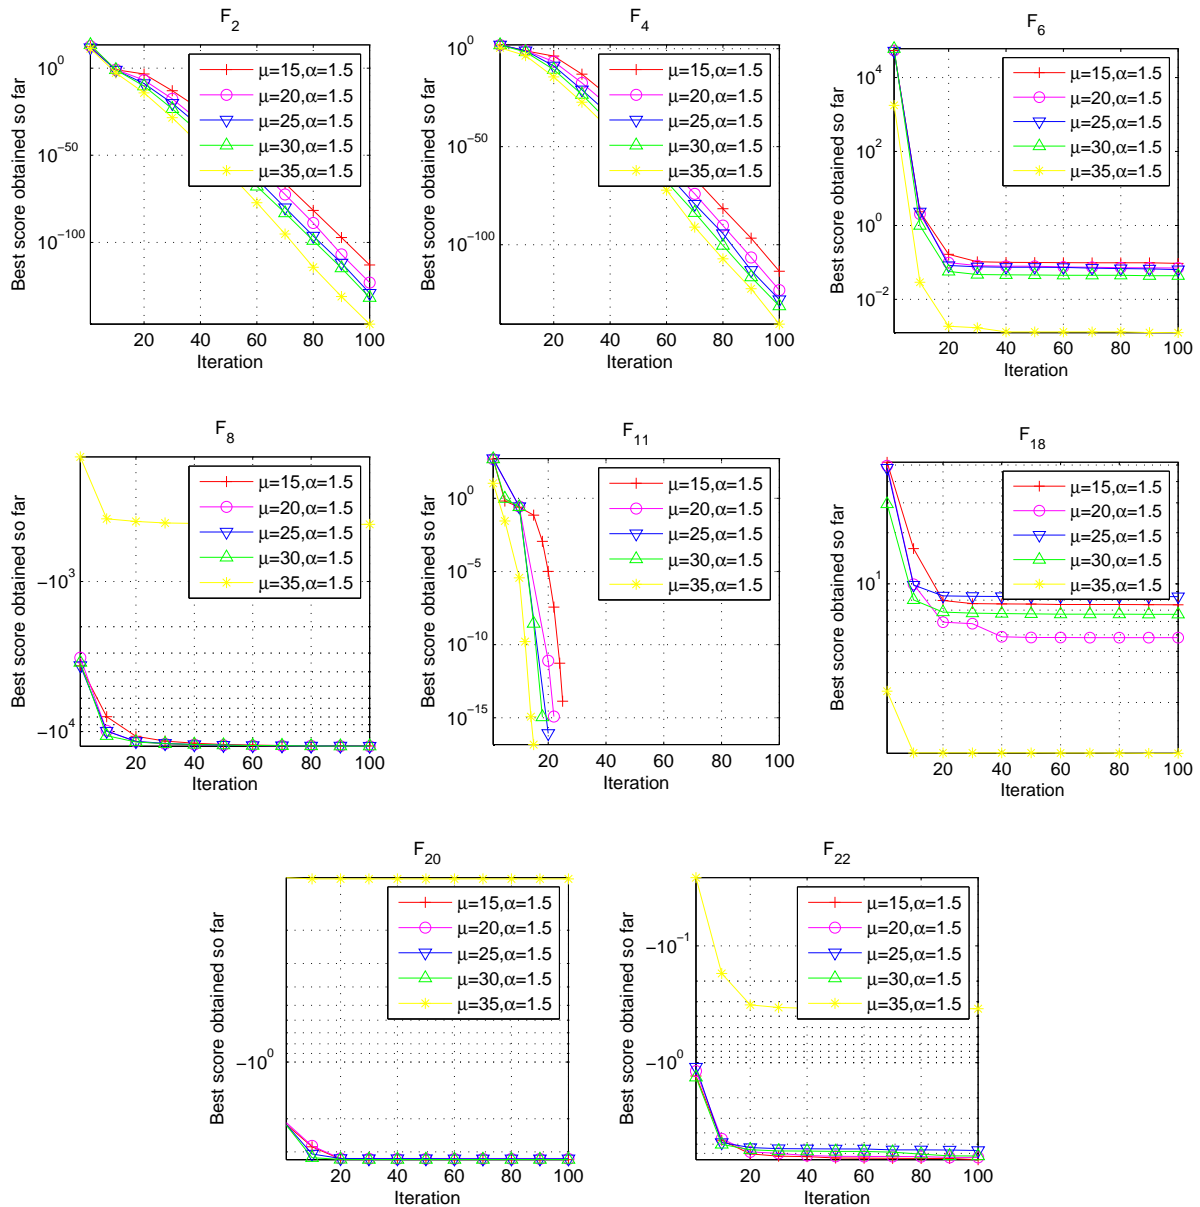 F2
Best score obtained so far
10^0
10^-50
10^-100
μ=15,α=1.5
μ=20,α=1.5
μ=25,α=1.5
μ=30,α=1.5
μ=35,α=1.5
20 40 60 80 100
Iteration
F4
Best score obtained so far
10^0
10^-50
10^-100
μ=15,α=1.5
μ=20,α=1.5
μ=25,α=1.5
μ=30,α=1.5
μ=35,α=1.5
20 40 60 80 100
Iteration
F6
Best score obtained so far
10^4
10^2
10^0
10^-2
μ=15,α=1.5
μ=20,α=1.5
μ=25,α=1.5
μ=30,α=1.5
μ=35,α=1.5
20 40 60 80 100
Iteration
F8
Best score obtained so far
-10^3
-10^4
μ=15,α=1.5
μ=20,α=1.5
μ=25,α=1.5
μ=30,α=1.5
μ=35,α=1.5
20 40 60 80 100
Iteration
F11
Best score obtained so far
10^0
10^-5
10^-10
10^-15
μ=15,α=1.5
μ=20,α=1.5
μ=25,α=1.5
μ=30,α=1.5
μ=35,α=1.5
20 40 60 80 100
Iteration
F18
Best score obtained so far
10^1
μ=15,α=1.5
μ=20,α=1.5
μ=25,α=1.5
μ=30,α=1.5
μ=35,α=1.5
20 40 60 80 100
Iteration
F20
Best score obtained so far
-10^0
μ=15,α=1.5
μ=20,α=1.5
μ=25,α=1.5
μ=30,α=1.5
μ=35,α=1.5
20 40 60 80 100
Iteration
F22
Best score obtained so far
-10^-1
-10^0
μ=15,α=1.5
μ=20,α=1.5
μ=25,α=1.5
μ=30,α=1.5
μ=35,α=1.5
20 40 60 80 100
Iteration